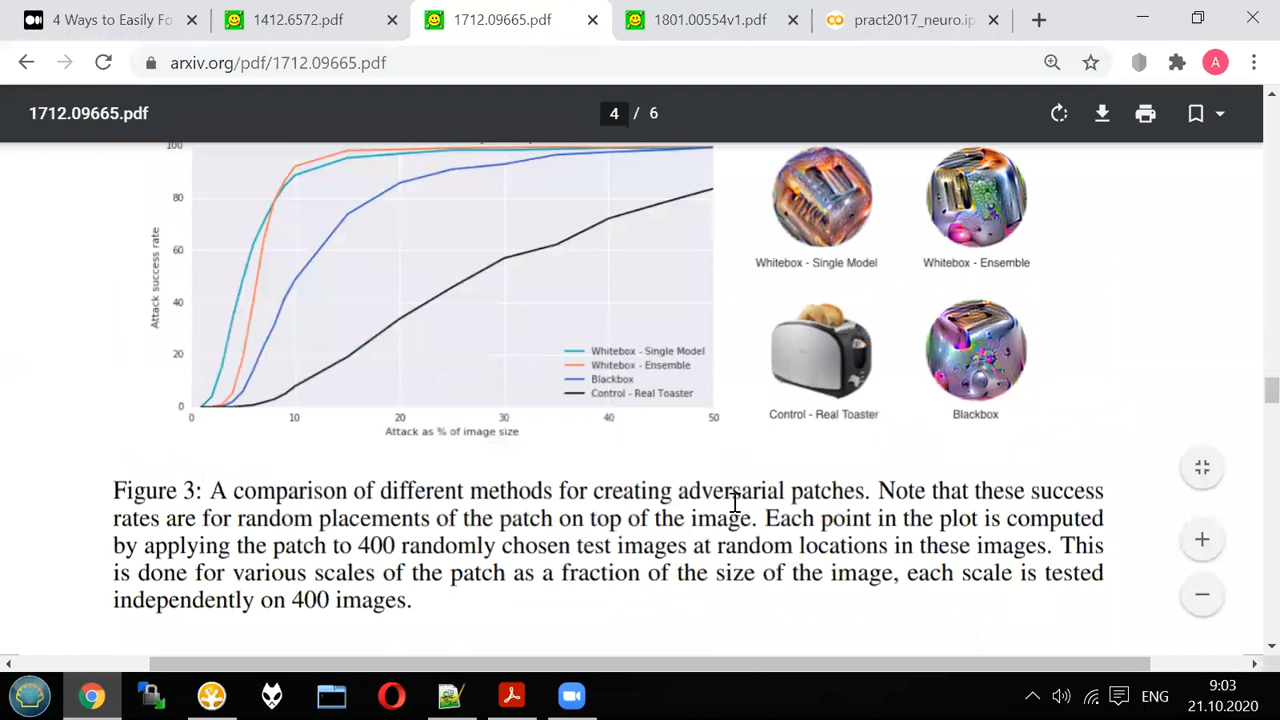 4 Ways to Easily Fo
1412.6572.pdf
1712.09665.pdf
1801.00554v1.pdf
pract2017_neuro.ip
arxiv.org/pdf/1712.09665.pdf
A
1712.09665.pdf
4 / 6
100
80
60
40
20
0
Attack success rate
0 10 20 30 40 50
Attack as % of image size
Whitebox - Single Model
Whitebox - Ensemble
Blackbox
Control - Real Toaster
Whitebox - Single Model
Whitebox - Ensemble
Control - Real Toaster
Blackbox
Figure 3: A comparison of different methods for creating adversarial patches. Note that these success
rates are for random placements of the patch on top of the image. Each point in the plot is computed
by applying the patch to 400 randomly chosen test images at random locations in these images. This
is done for various scales of the patch as a fraction of the size of the image, each scale is tested
independently on 400 images.
ENG
9:03
21.10.2020